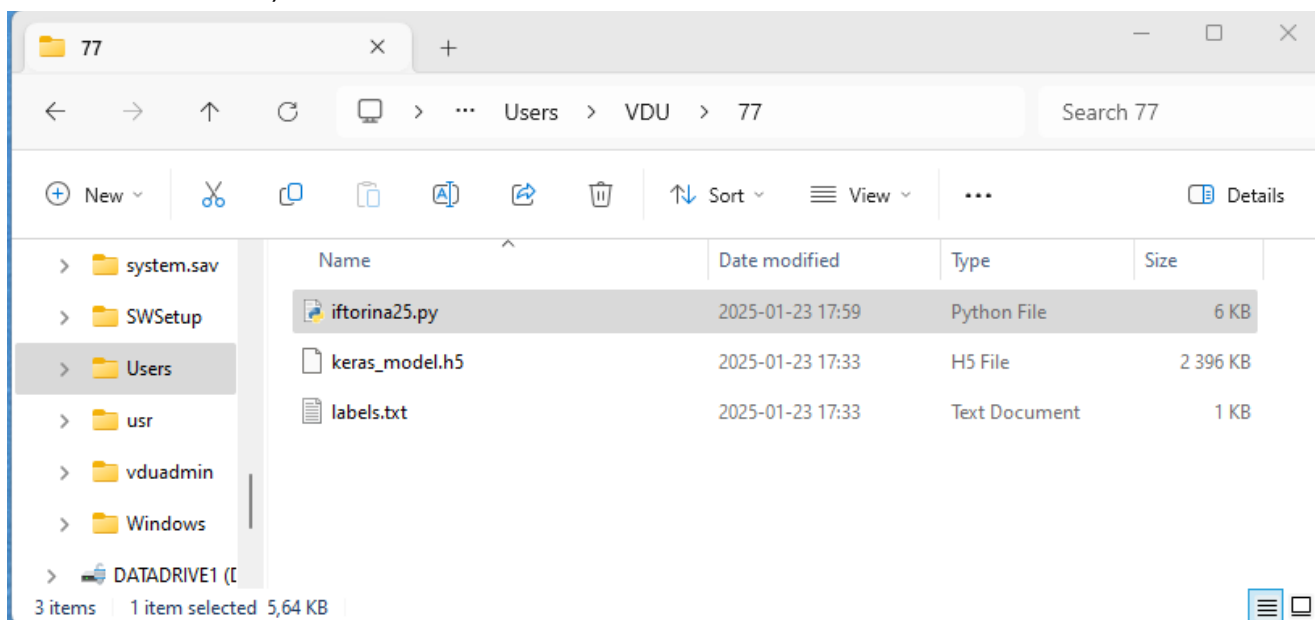 77
Users > VDU > 77
Search 77
New
Sort
View
Details
Name Date modified Type Size
system.sav
SWSetup
Users
usr
vduadmin
Windows
DATADRIVE1 (D
iftorina25.py 2025-01-23 17:59 Python File 6 KB
keras_model.h5 2025-01-23 17:33 H5 File 2 396 KB
labels.txt 2025-01-23 17:33 Text Document 1 KB
3 items 1 item selected 5,64 KB